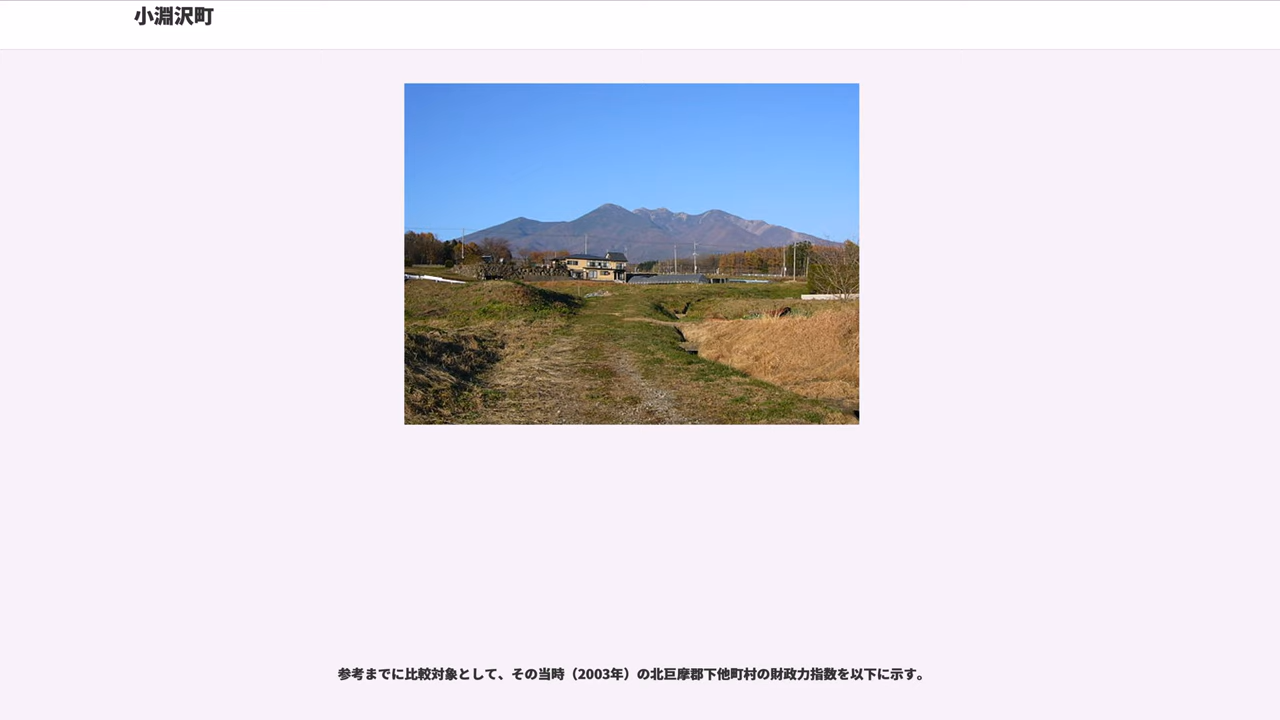 小淵沢町
参考までに比較対象として、その当時（2003年）の北巨摩郡下他町村の財政力指数を以下に示す。